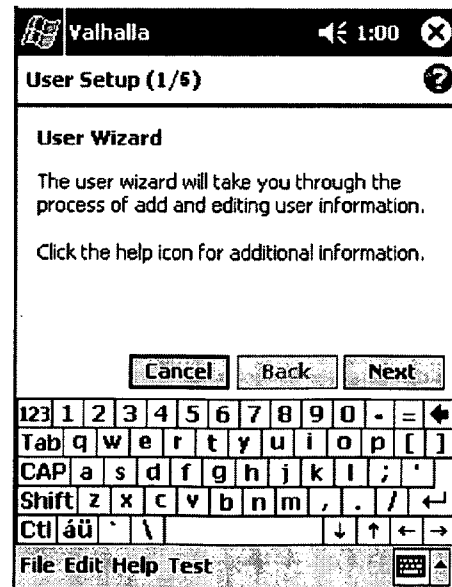 Valhalla 1:00
User Setup (1/5)
User Wizard
The user wizard will take you through the
process of add and editing user information.
Click the help icon for additional information.
Cancel Back Next
123 1 2 3 4 5 6 7 8 9 0 - =
Tab q w e r t y u i o p [ ]
CAP a s d f g h j k l ; '
Shift z x c v b n m , . /
Ctl áü ` \
File Edit Help Test